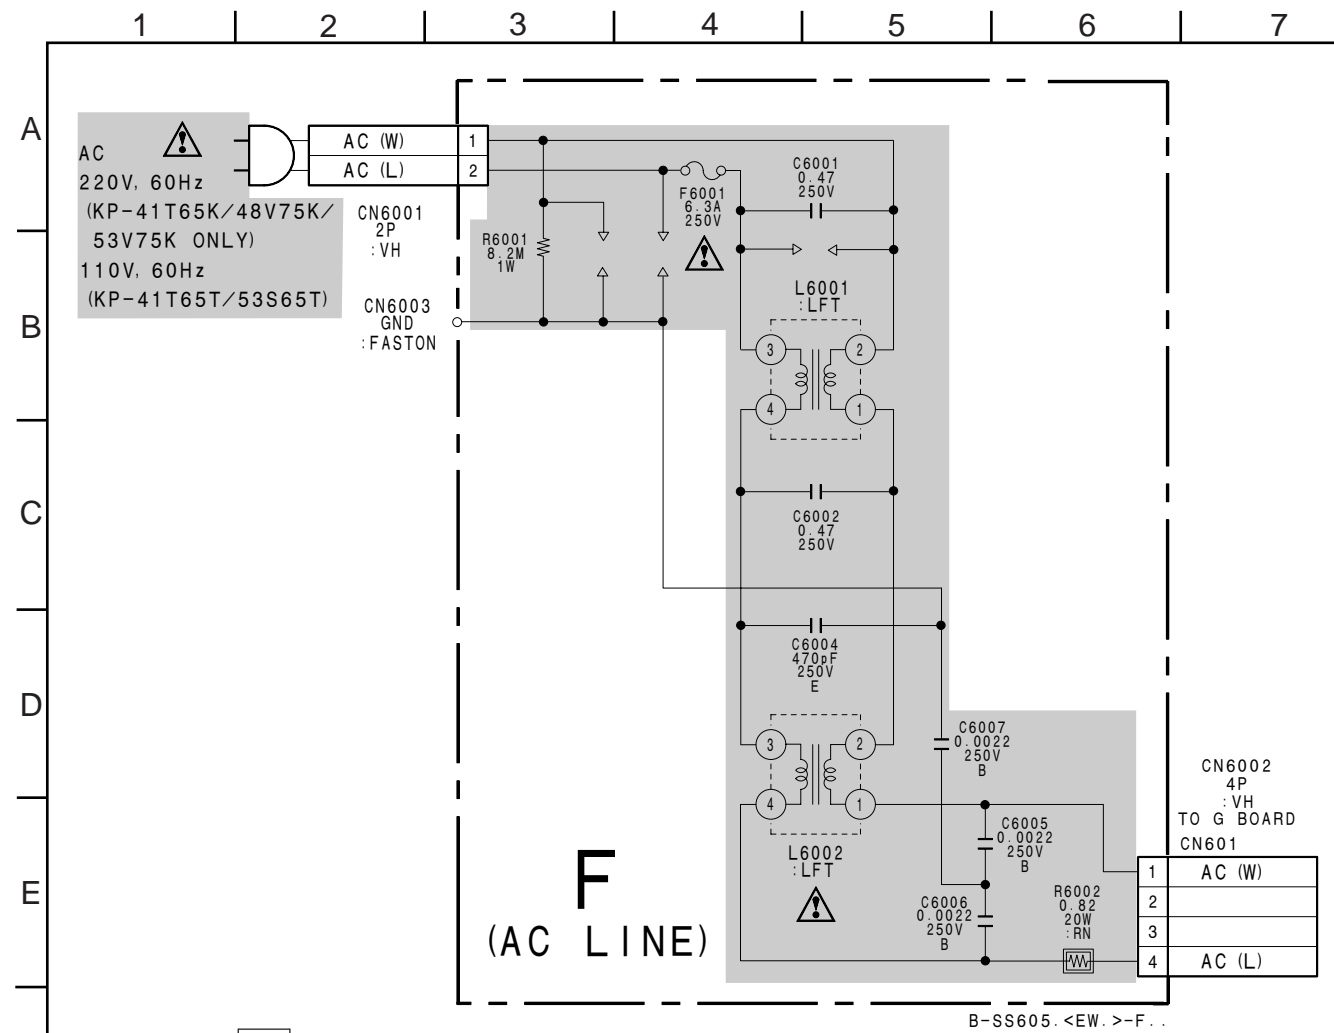 1 2 3 4 5 6 7
A
B
C
D
E
AC
220V, 60Hz
(KP-41T65K/48V75K/
53V75K ONLY)
110V, 60Hz
(KP-41T65T/53S65T)
AC (W) 1
AC (L) 2
CN6001
2P
:VH
CN6003
GND
:FASTON
R6001
8.2M
1W
F6001
6.3A
250V
C6001
0.47
250V
L6001
:LFT
3 2
4 1
C6002
0.47
250V
C6004
470pF
250V
E
3 2
4 1
L6002
:LFT
C6007
0.0022
250V
B
C6005
0.0022
250V
B
C6006
0.0022
250V
B
R6002
0.82
20W
:RN
CN6002
4P
:VH
TO G BOARD
CN601
1 AC (W)
2
3
4 AC (L)
F
(AC LINE)
B-SS605.<EW.>-F..